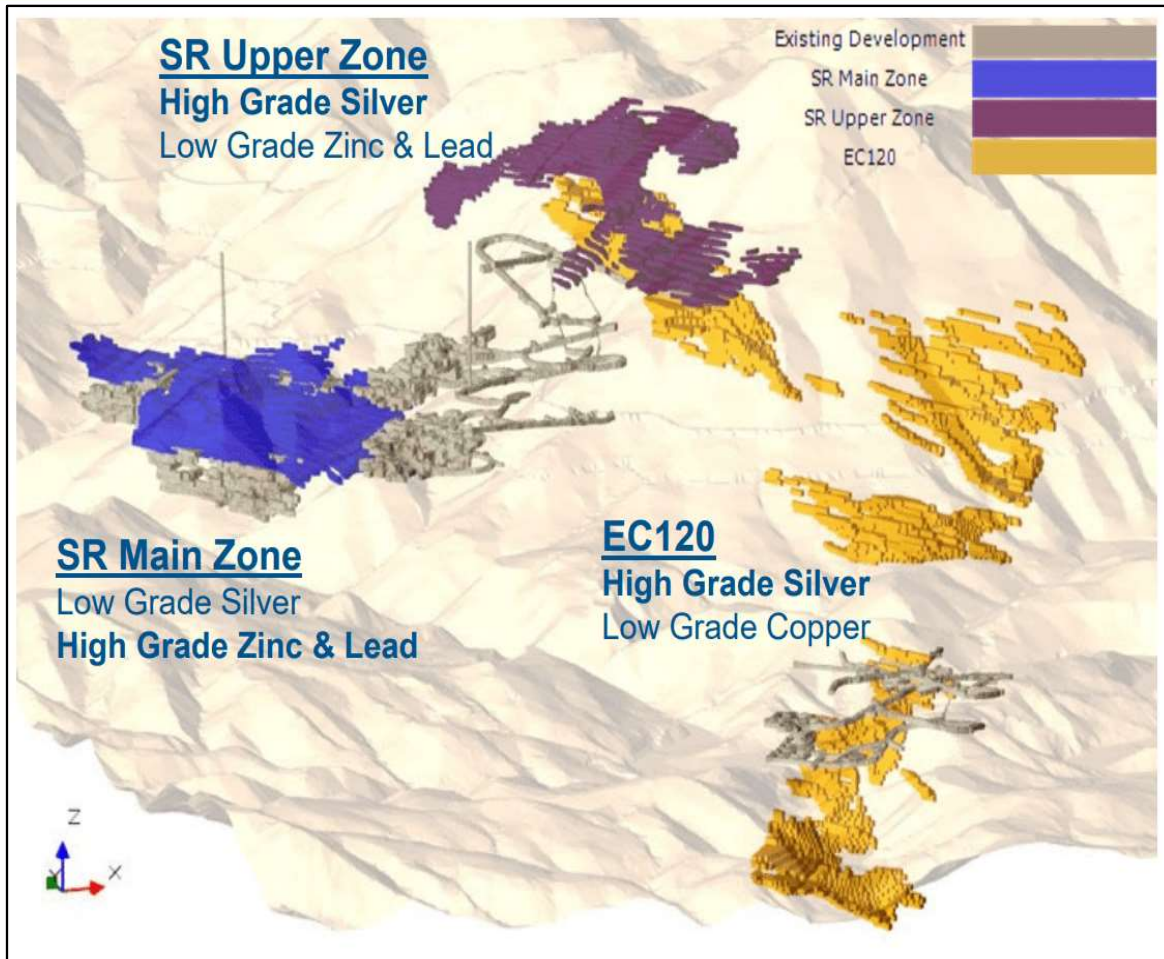 SR Upper Zone
High Grade Silver
Low Grade Zinc & Lead
Existing Development
SR Main Zone
SR Upper Zone
EC120
SR Main Zone
Low Grade Silver
High Grade Zinc & Lead
EC120
High Grade Silver
Low Grade Copper
Z
X